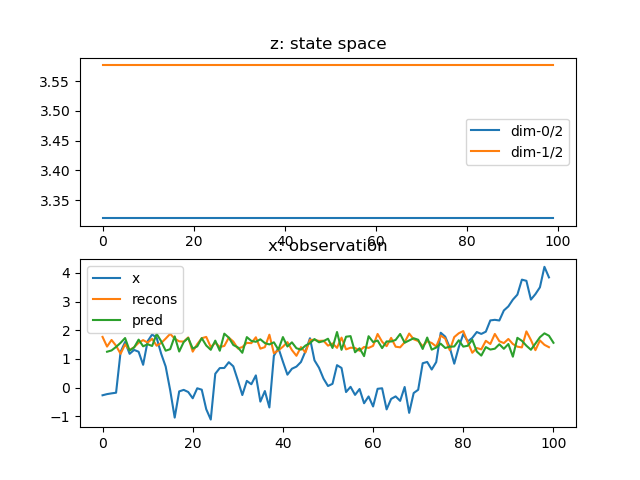 z: state space
3.55
3.50
3.45
3.40
3.35
dim-0/2
dim-1/2
0 20 40 60 80 100
x: observation
4
3
2
1
0
−1
x
recons
pred
0 20 40 60 80 100